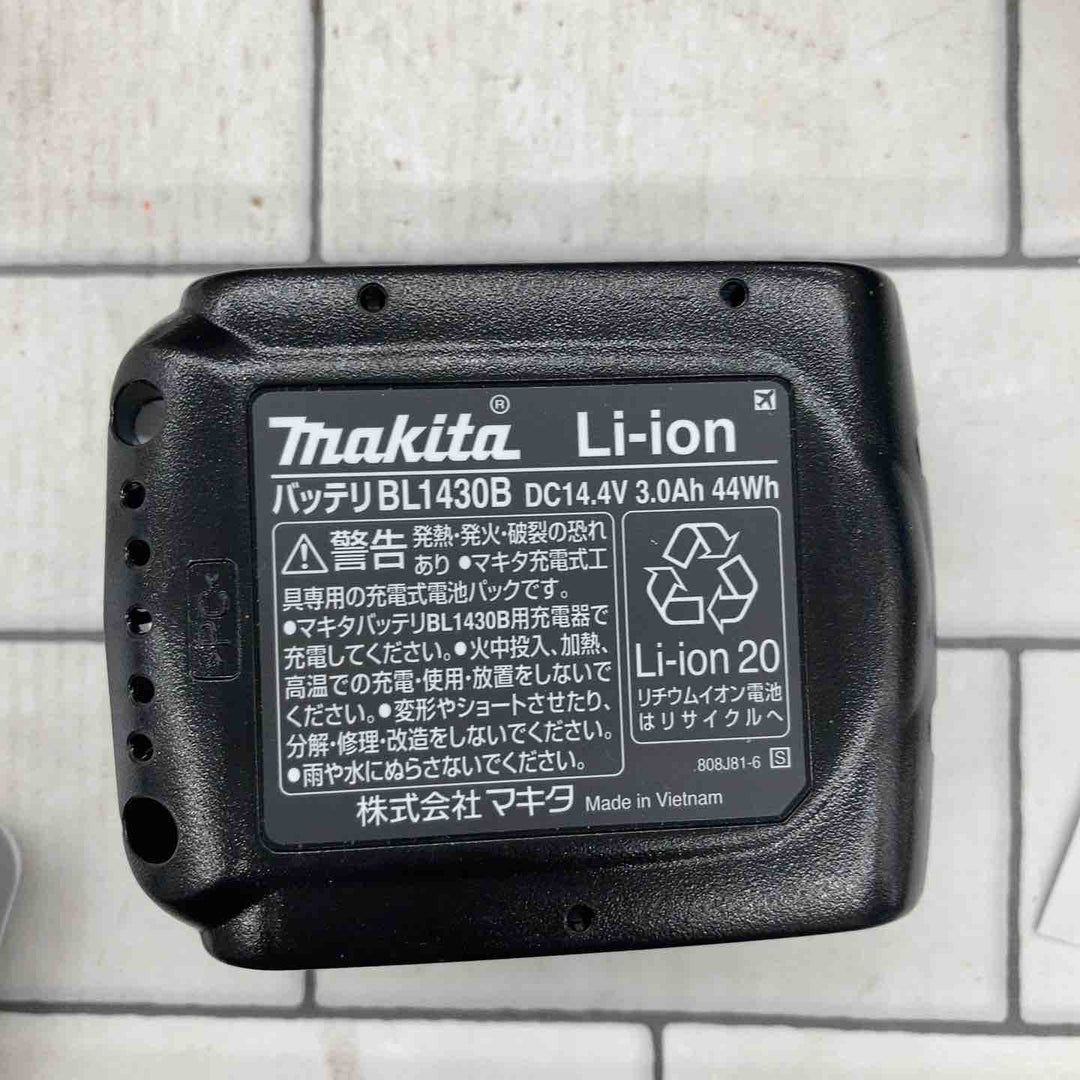 makita® Li-ion
バッテリ BL1430B DC14.4V 3.0Ah 44Wh
警告 発熱・発火・破裂の恐れ
あり ●マキタ充電式工
具専用の充電式電池パックです。
●マキタバッテリBL1430B用充電器で
充電してください。●火中投入、加熱、
高温での充電・使用・放置をしないで
ください。●変形やショートさせたり、
分解・修理・改造をしないでください。
●雨や水にぬらさないでください。
Li-ion 20
リチウムイオン電池
はリサイクルへ
808J81-6 S
株式会社 マキタ Made in Vietnam